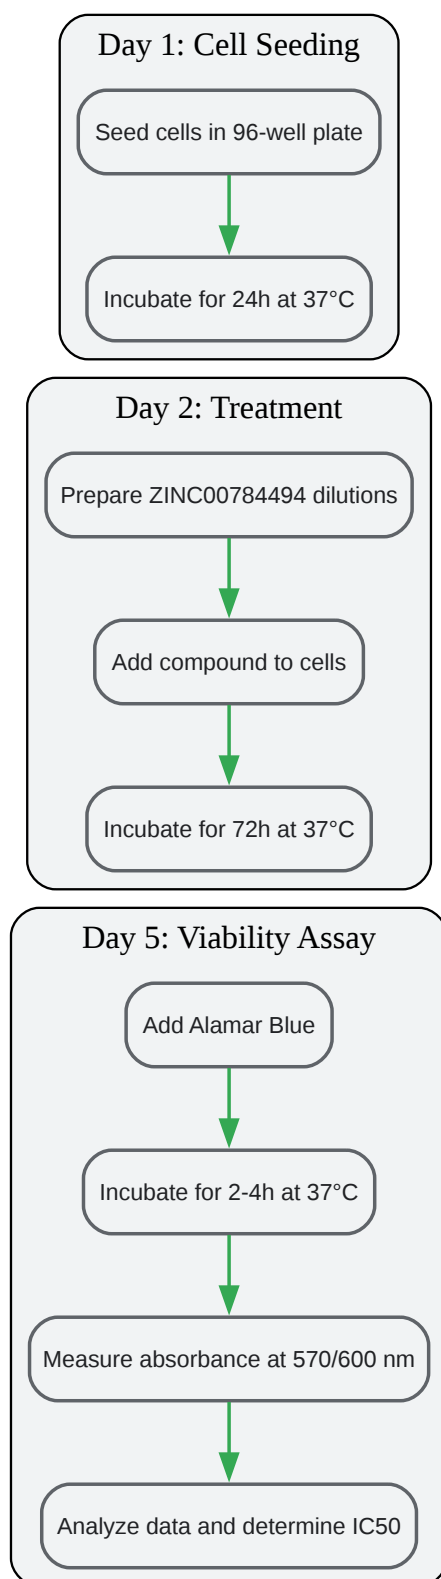 Day 1: Cell Seeding
Seed cells in 96-well plate
Incubate for 24h at 37°C
Day 2: Treatment
Prepare ZINC00784494 dilutions
Add compound to cells
Incubate for 72h at 37°C
Day 5: Viability Assay
Add Alamar Blue
Incubate for 2-4h at 37°C
Measure absorbance at 570/600 nm
Analyze data and determine IC50